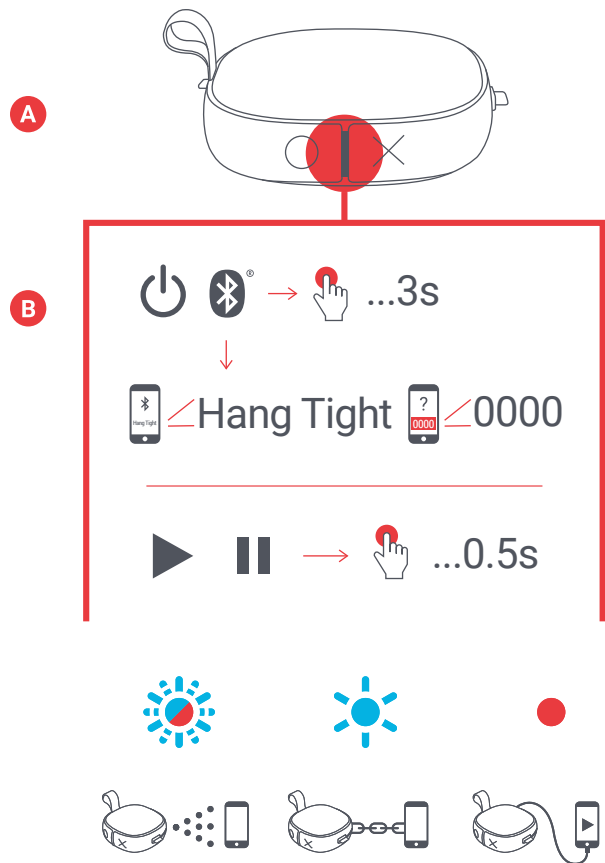 A
B
®
...3s
Hang Tight
Hang Tight
?
0000
0000
...0.5s